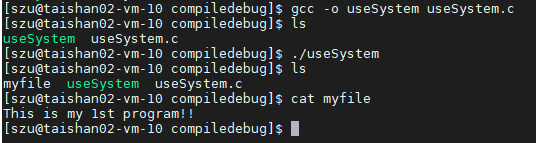 [szu@taishan02-vm-10 compiledebug]$ gcc -o useSystem useSystem.c
[szu@taishan02-vm-10 compiledebug]$ ls
useSystem  useSystem.c
[szu@taishan02-vm-10 compiledebug]$ ./useSystem
[szu@taishan02-vm-10 compiledebug]$ ls
myfile  useSystem  useSystem.c
[szu@taishan02-vm-10 compiledebug]$ cat myfile
This is my 1st program!!
[szu@taishan02-vm-10 compiledebug]$